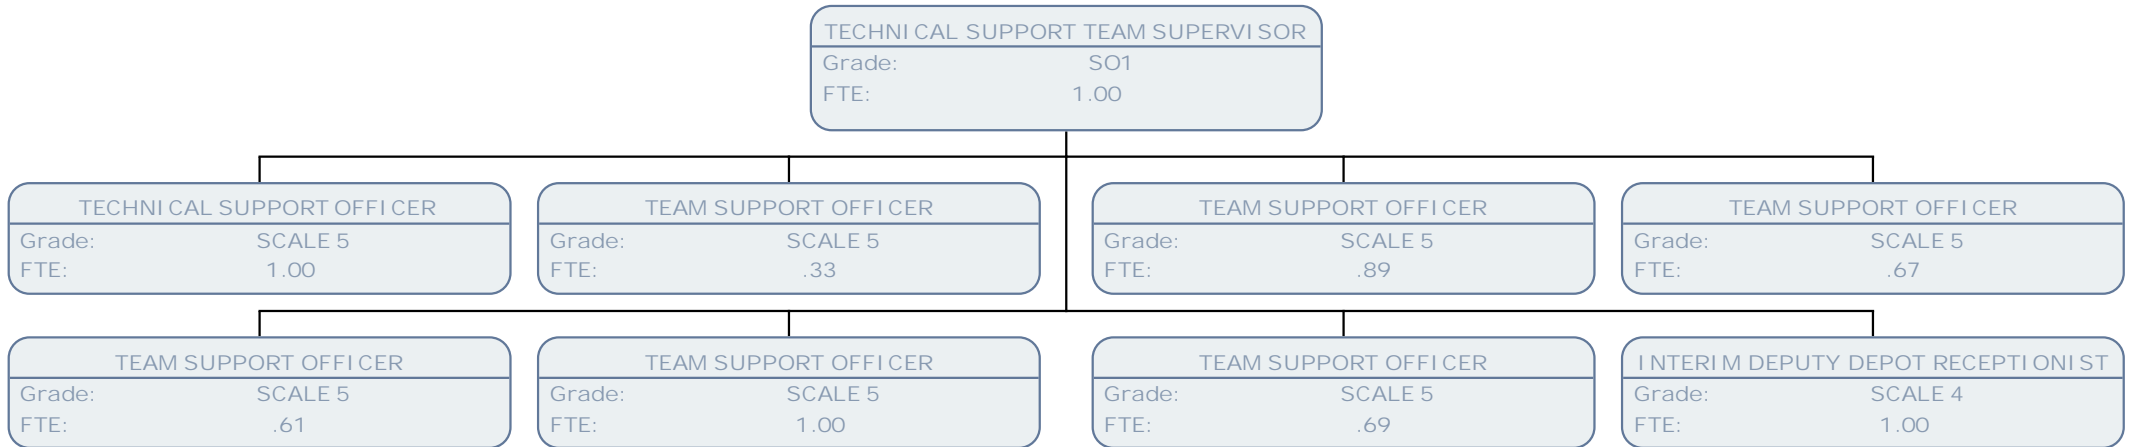 TECHNICAL SUPPORT TEAM SUPERVISOR
Grade: SO1
FTE: 1.00
TECHNICAL SUPPORT OFFICER
Grade: SCALE 5
FTE: 1.00
TEAM SUPPORT OFFICER
Grade: SCALE 5
FTE: .33
TEAM SUPPORT OFFICER
Grade: SCALE 5
FTE: .89
TEAM SUPPORT OFFICER
Grade: SCALE 5
FTE: .67
TEAM SUPPORT OFFICER
Grade: SCALE 5
FTE: .61
TEAM SUPPORT OFFICER
Grade: SCALE 5
FTE: 1.00
TEAM SUPPORT OFFICER
Grade: SCALE 5
FTE: .69
INTERIM DEPUTY DEPOT RECEPTIONIST
Grade: SCALE 4
FTE: 1.00